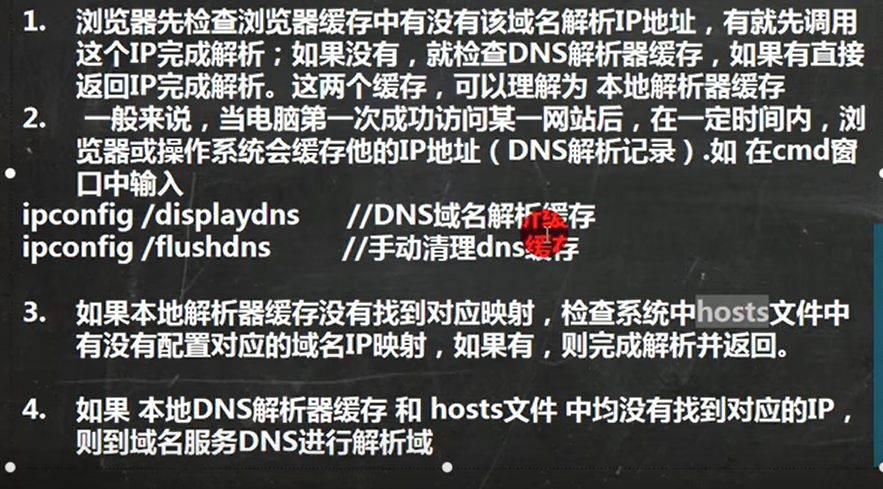 1. 浏览器先检查浏览器缓存中有没有该域名解析IP地址，有就先调用
这个IP完成解析；如果没有，就检查DNS解析器缓存，如果有直接
返回IP完成解析。这两个缓存，可以理解为 本地解析器缓存
2. 一般来说，当电脑第一次成功访问某一网站后，在一定时间内，浏
览器或操作系统会缓存他的IP地址（DNS解析记录）.如 在cmd窗
口中输入
ipconfig /displaydns //DNS域名解析缓存
ipconfig /flushdns //手动清理dns缓存
3. 如果本地解析器缓存没有找到对应映射，检查系统中hosts文件中
有没有配置对应的域名IP映射，如果有，则完成解析并返回。
4. 如果 本地DNS解析器缓存 和 hosts文件 中均没有找到对应的IP，
则到域名服务DNS进行解析域